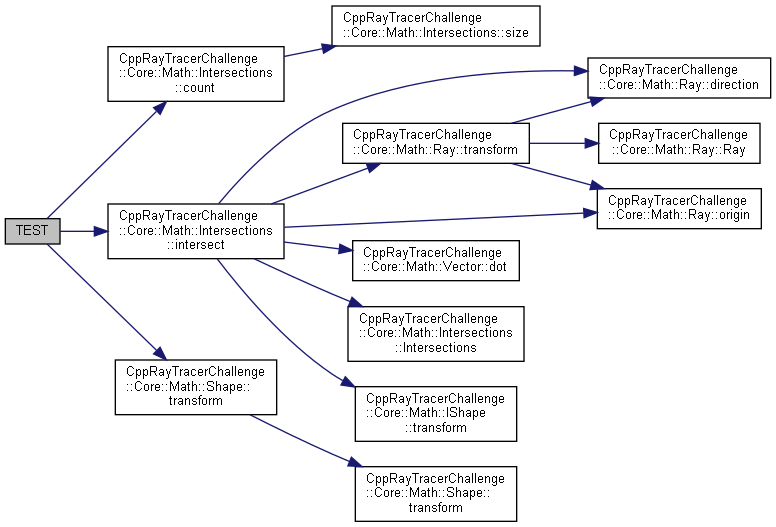 TEST
CppRayTracerChallenge
::Core::Math::Intersections
::count
CppRayTracerChallenge
::Core::Math::Intersections::size
CppRayTracerChallenge
::Core::Math::Intersections
::intersect
CppRayTracerChallenge
::Core::Math::Ray::direction
CppRayTracerChallenge
::Core::Math::Ray::transform
CppRayTracerChallenge
::Core::Math::Ray::Ray
CppRayTracerChallenge
::Core::Math::Ray::origin
CppRayTracerChallenge
::Core::Math::Vector::dot
CppRayTracerChallenge
::Core::Math::Intersections
::Intersections
CppRayTracerChallenge
::Core::Math::IShape
::transform
CppRayTracerChallenge
::Core::Math::Shape::
transform
CppRayTracerChallenge
::Core::Math::Shape::
transform